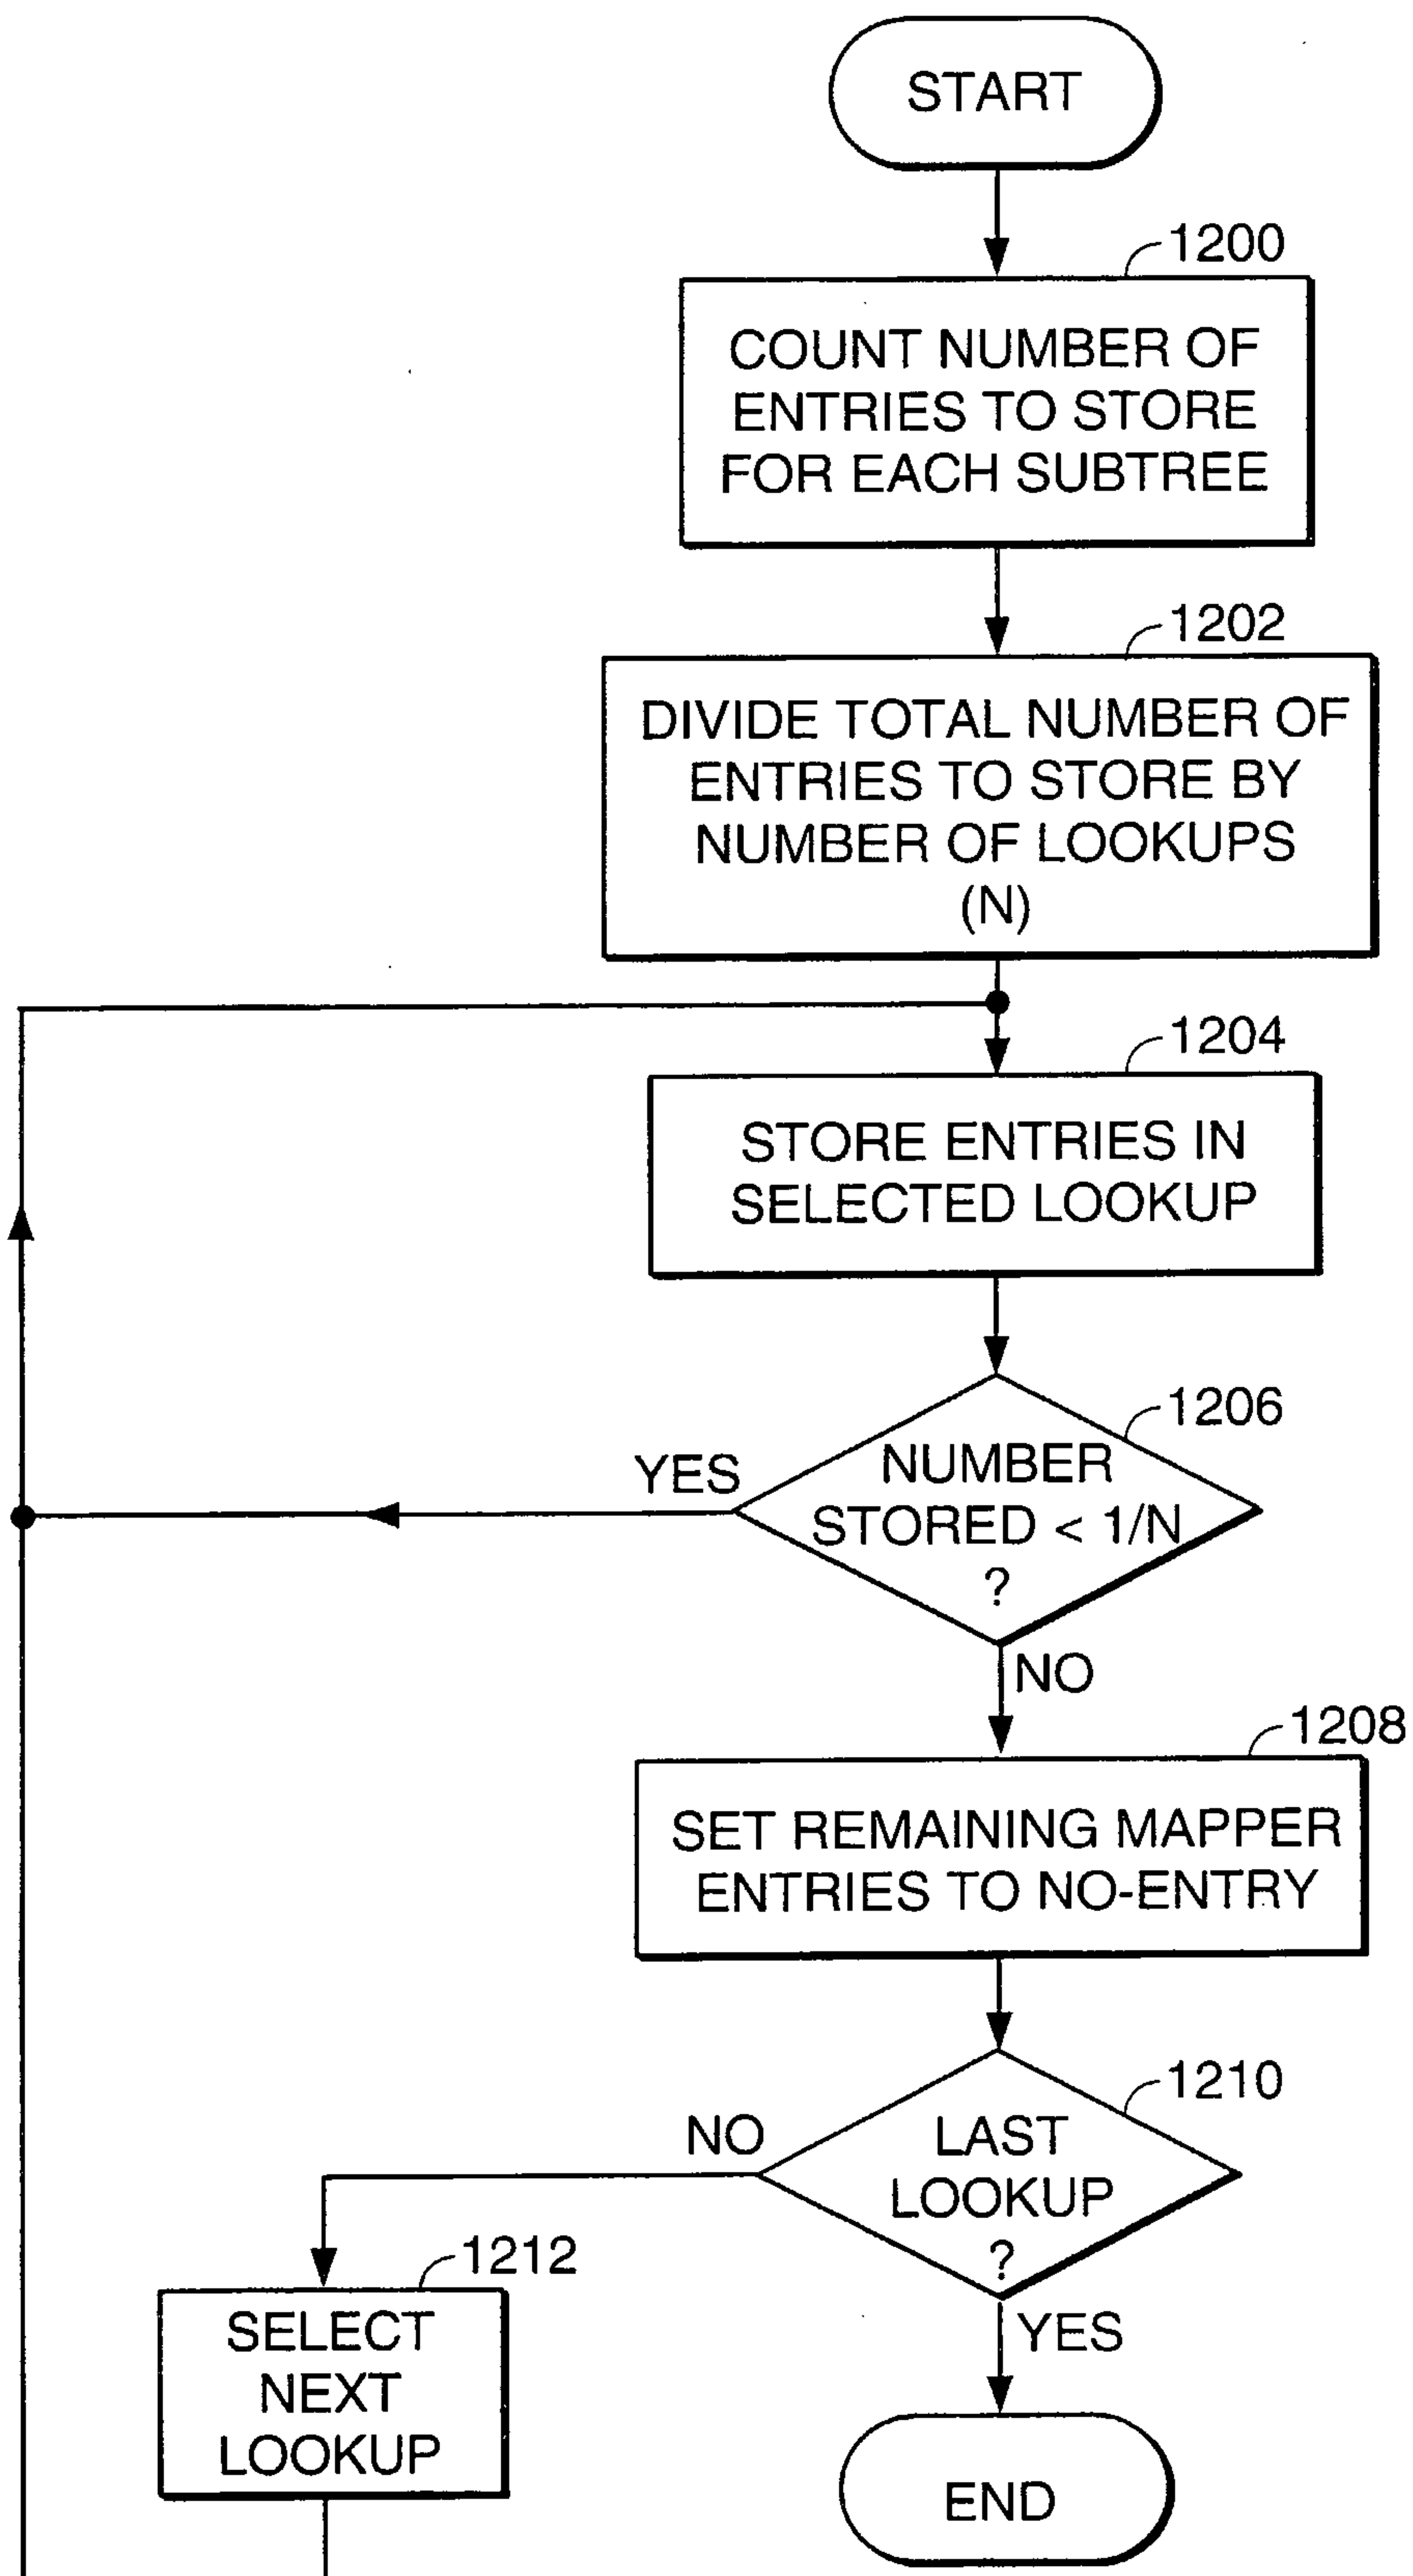 START
1200
COUNT NUMBER OF
ENTRIES TO STORE
FOR EACH SUBTREE
1202
DIVIDE TOTAL NUMBER OF
ENTRIES TO STORE BY
NUMBER OF LOOKUPS
(N)
1204
STORE ENTRIES IN
SELECTED LOOKUP
1206
YES
NUMBER
STORED < 1/N
?
NO
1208
SET REMAINING MAPPER
ENTRIES TO NO-ENTRY
1210
NO
LAST
LOOKUP
?
YES
1212
SELECT
NEXT
LOOKUP
END